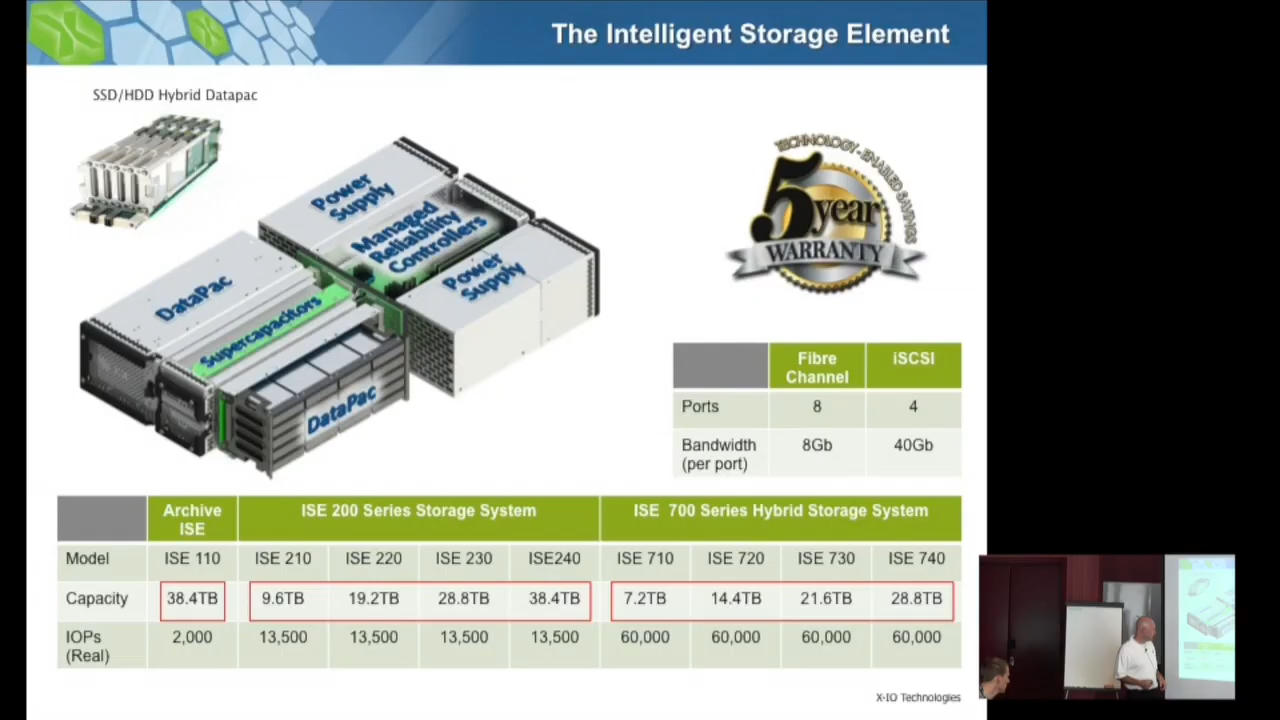 The Intelligent Storage Element
SSD/HDD Hybrid Datapac
TECHNOLOGY-ENABLED SAVINGS
5 year
WARRANTY
Power
Supply
Managed
Reliability
Controllers
Power
Supply
DataPac
Supercapacitors
DataPac
Fibre Channel iSCSI
Ports 8 4
Bandwidth (per port) 8Gb 40Gb
Archive ISE ISE 200 Series Storage System ISE 700 Series Hybrid Storage System
Model ISE 110 ISE 210 ISE 220 ISE 230 ISE240 ISE 710 ISE 720 ISE 730 ISE 740
Capacity 38.4TB 9.6TB 19.2TB 28.8TB 38.4TB 7.2TB 14.4TB 21.6TB 28.8TB
IOPs (Real) 2,000 13,500 13,500 13,500 13,500 60,000 60,000 60,000 60,000
X-IO Technologies